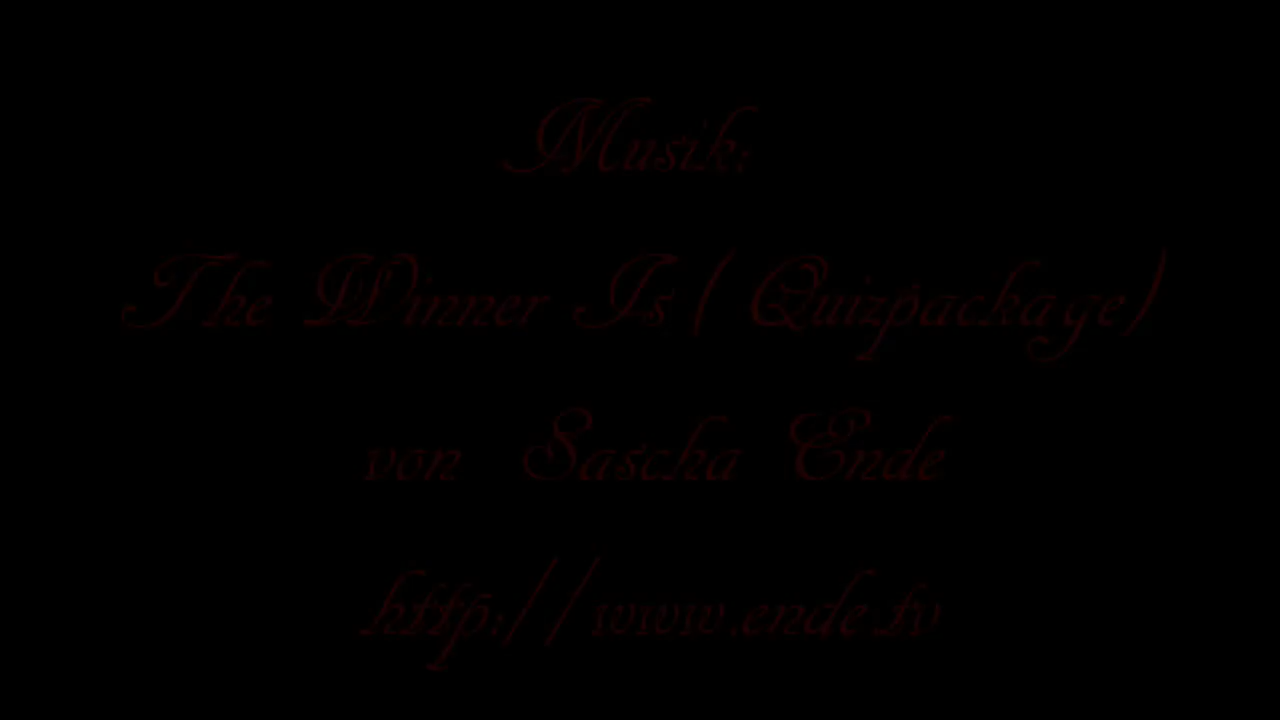 Musik:
The Winner Is ( Quizpackage)
von Sascha Ende
http://www.ende.tv